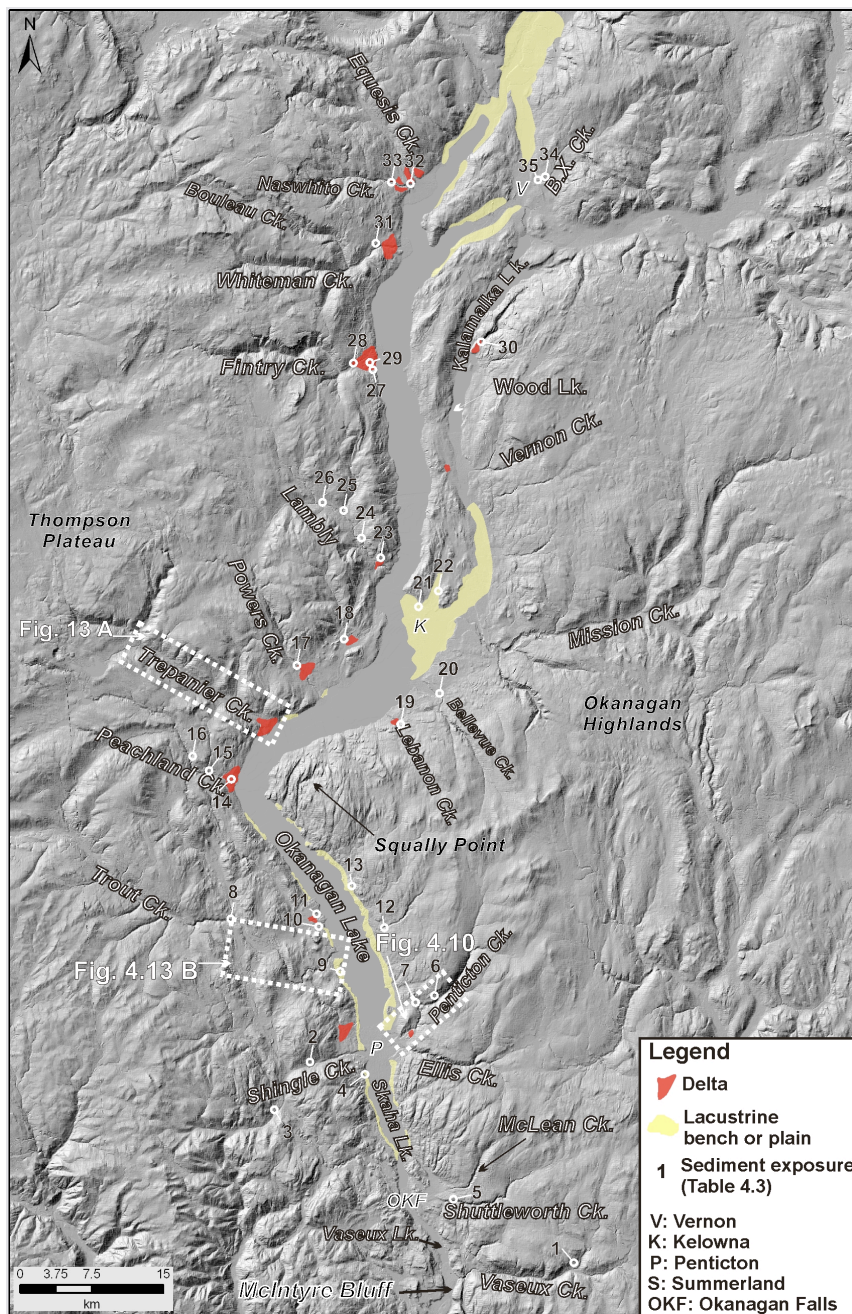 N
Equesis Ck.
33
32
35
34
Naswhito Ck.
V
B.X. Ck.
Bouleau Ck.
31
Whiteman Ck.
Kalamalka Lk.
28
30
Fintry Ck.
29
27
Wood Lk.
Vernon Ck.
26
25
Lambly
24
Thompson
Plateau
23
22
21
Powers Ck.
K
18
Fig. 13 A
Mission Ck.
17
Trepanier Ck.
20
Okanagan
Highlands
19
Bellevue Ck.
Lebanon Ck.
16
15
Peachland Ck.
14
Squally Point
Okanagan Lake
13
Trout Ck.
8
11
12
10
Fig. 4.10
Fig. 4.13 B
9
7
6
Penticton Ck.
P
2
Ellis Ck.
Shingle Ck.
4
Skaha Lk.
3
McLean Ck.
OKF
5
Shuttleworth Ck.
Vaseux Lk.
1
McIntyre Bluff
Vaseux Ck.
0 3.75 7.5 15
km
Legend
Delta
Lacustrine
bench or plain
1 Sediment exposure
(Table 4.3)
V: Vernon
K: Kelowna
P: Penticton
S: Summerland
OKF: Okanagan Falls